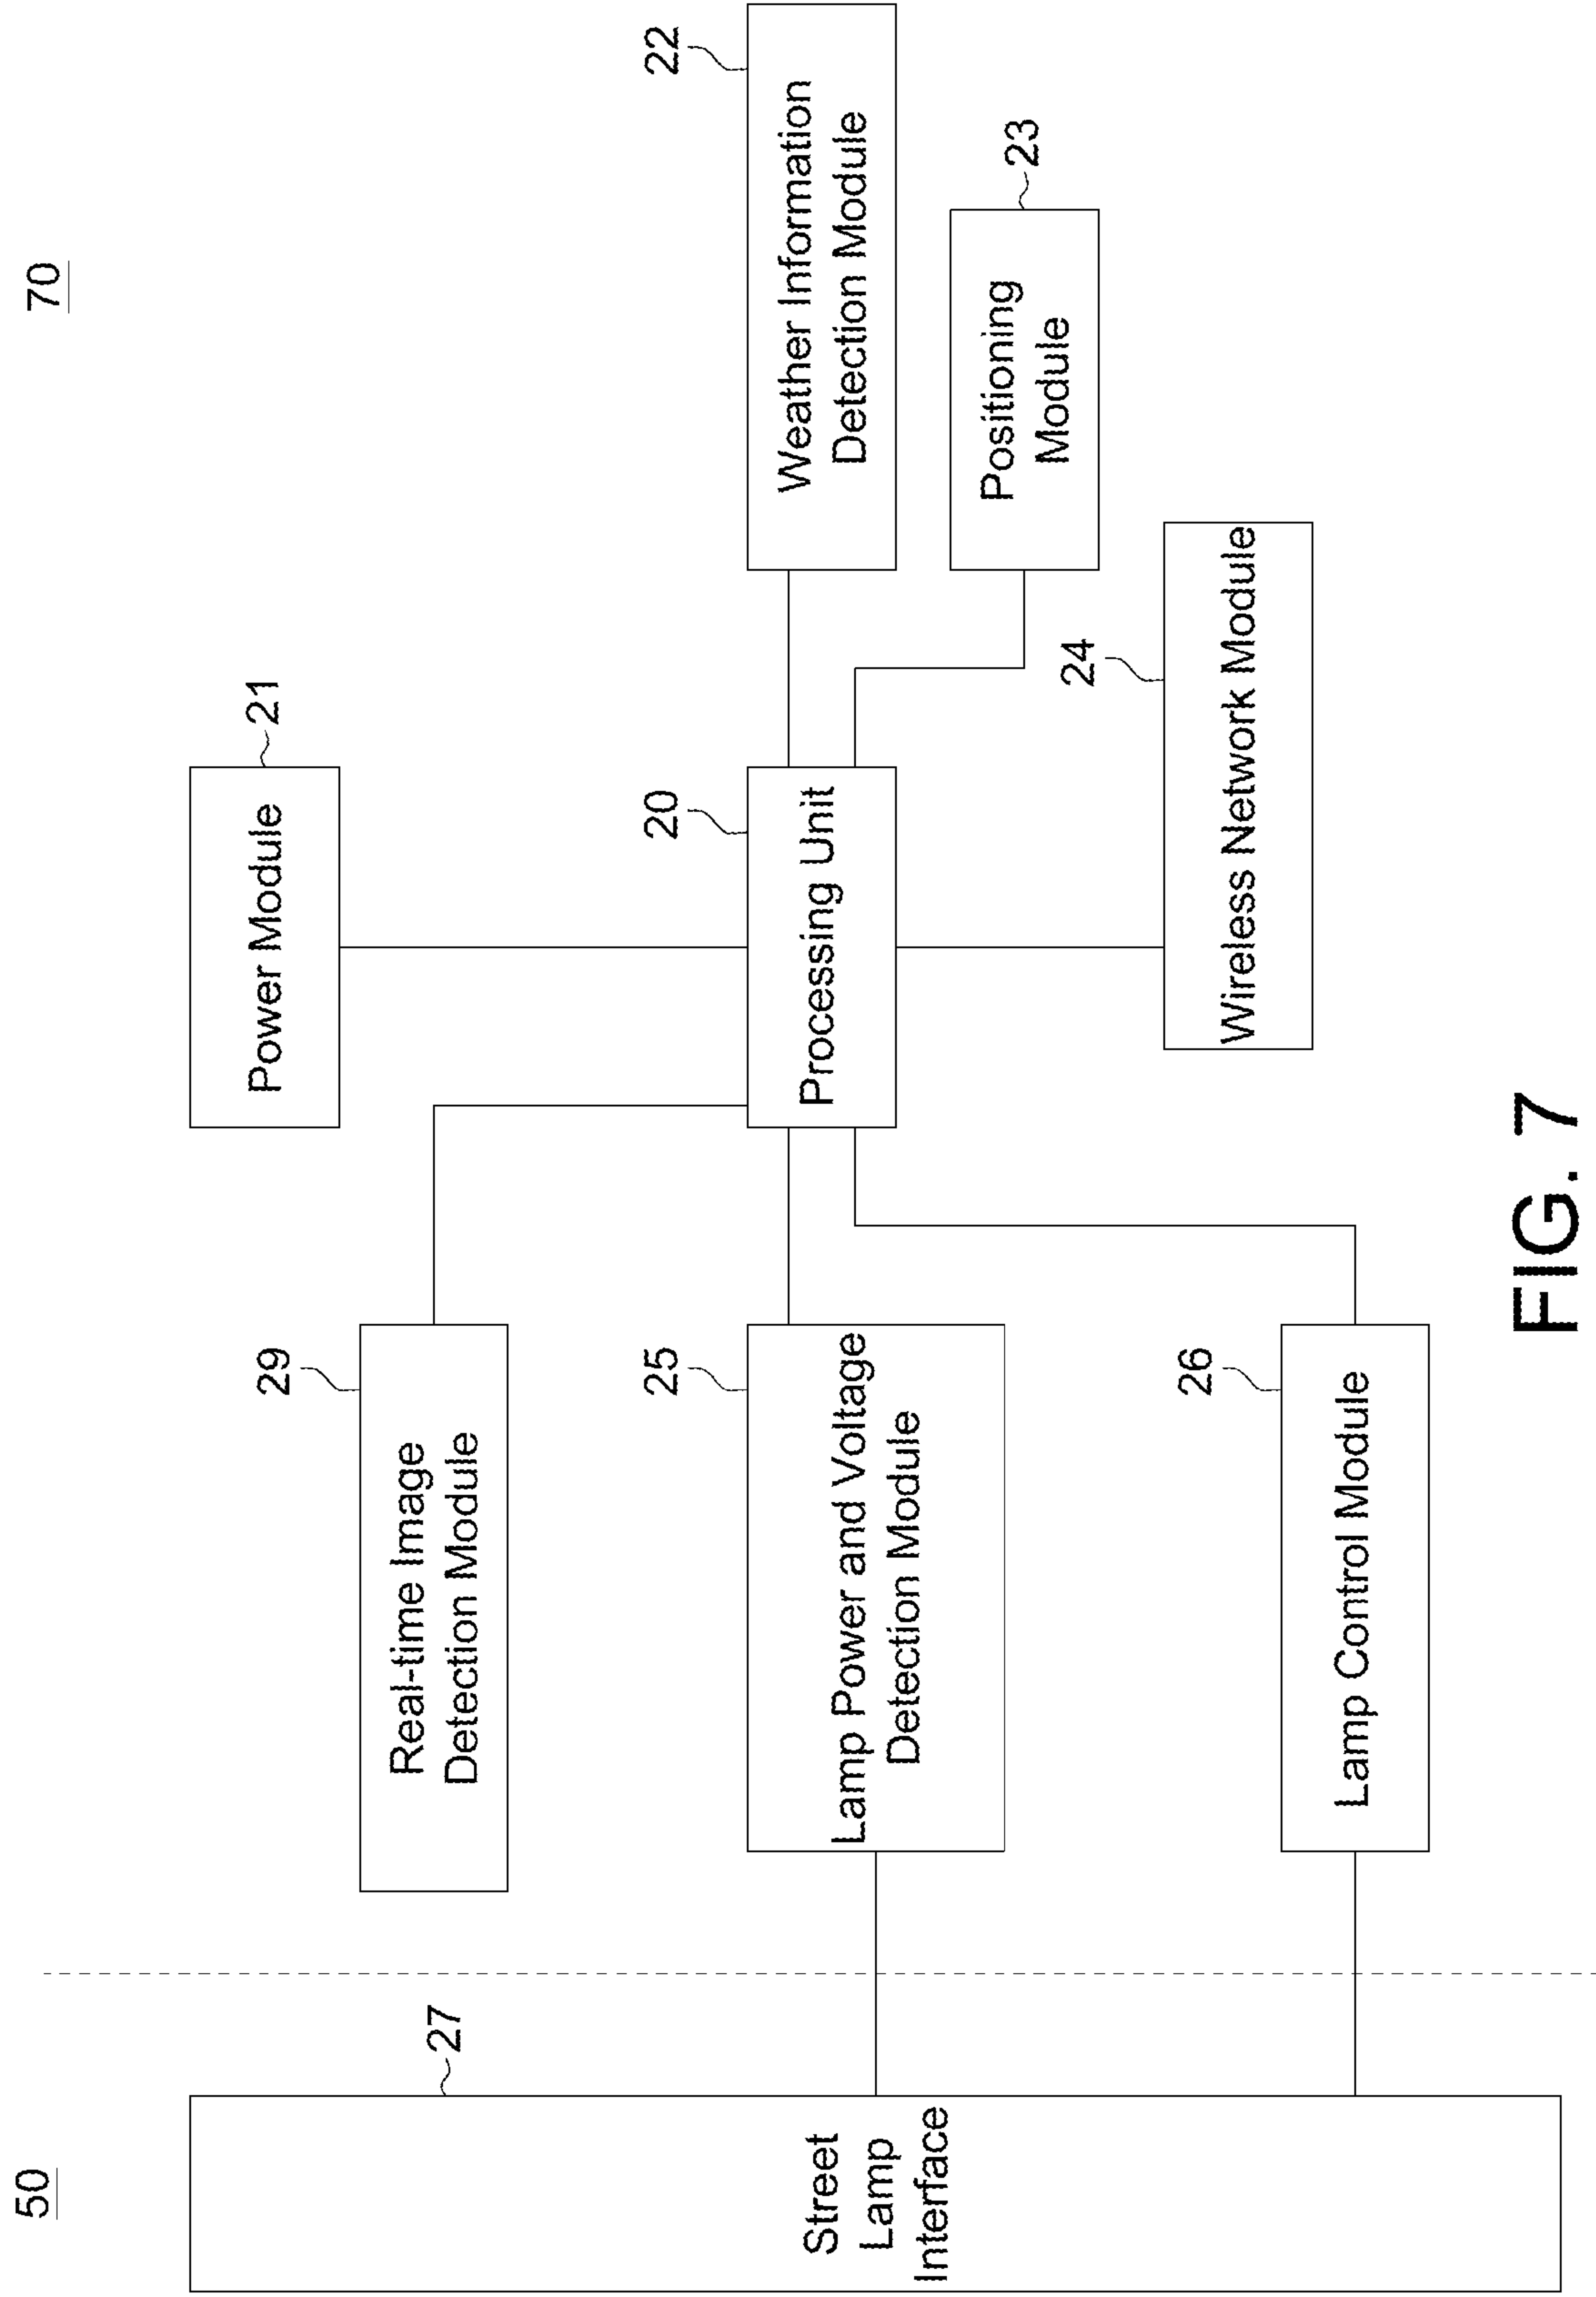 50
70
Street
Lamp
Interface
27
Real-time Image
Detection Module
29
Lamp Power and Voltage
Detection Module
25
Lamp Control Module
26
Power Module
21
Processing Unit
20
Wireless Network Module
24
Weather Information
Detection Module
22
Positioning
Module
23
FIG. 7